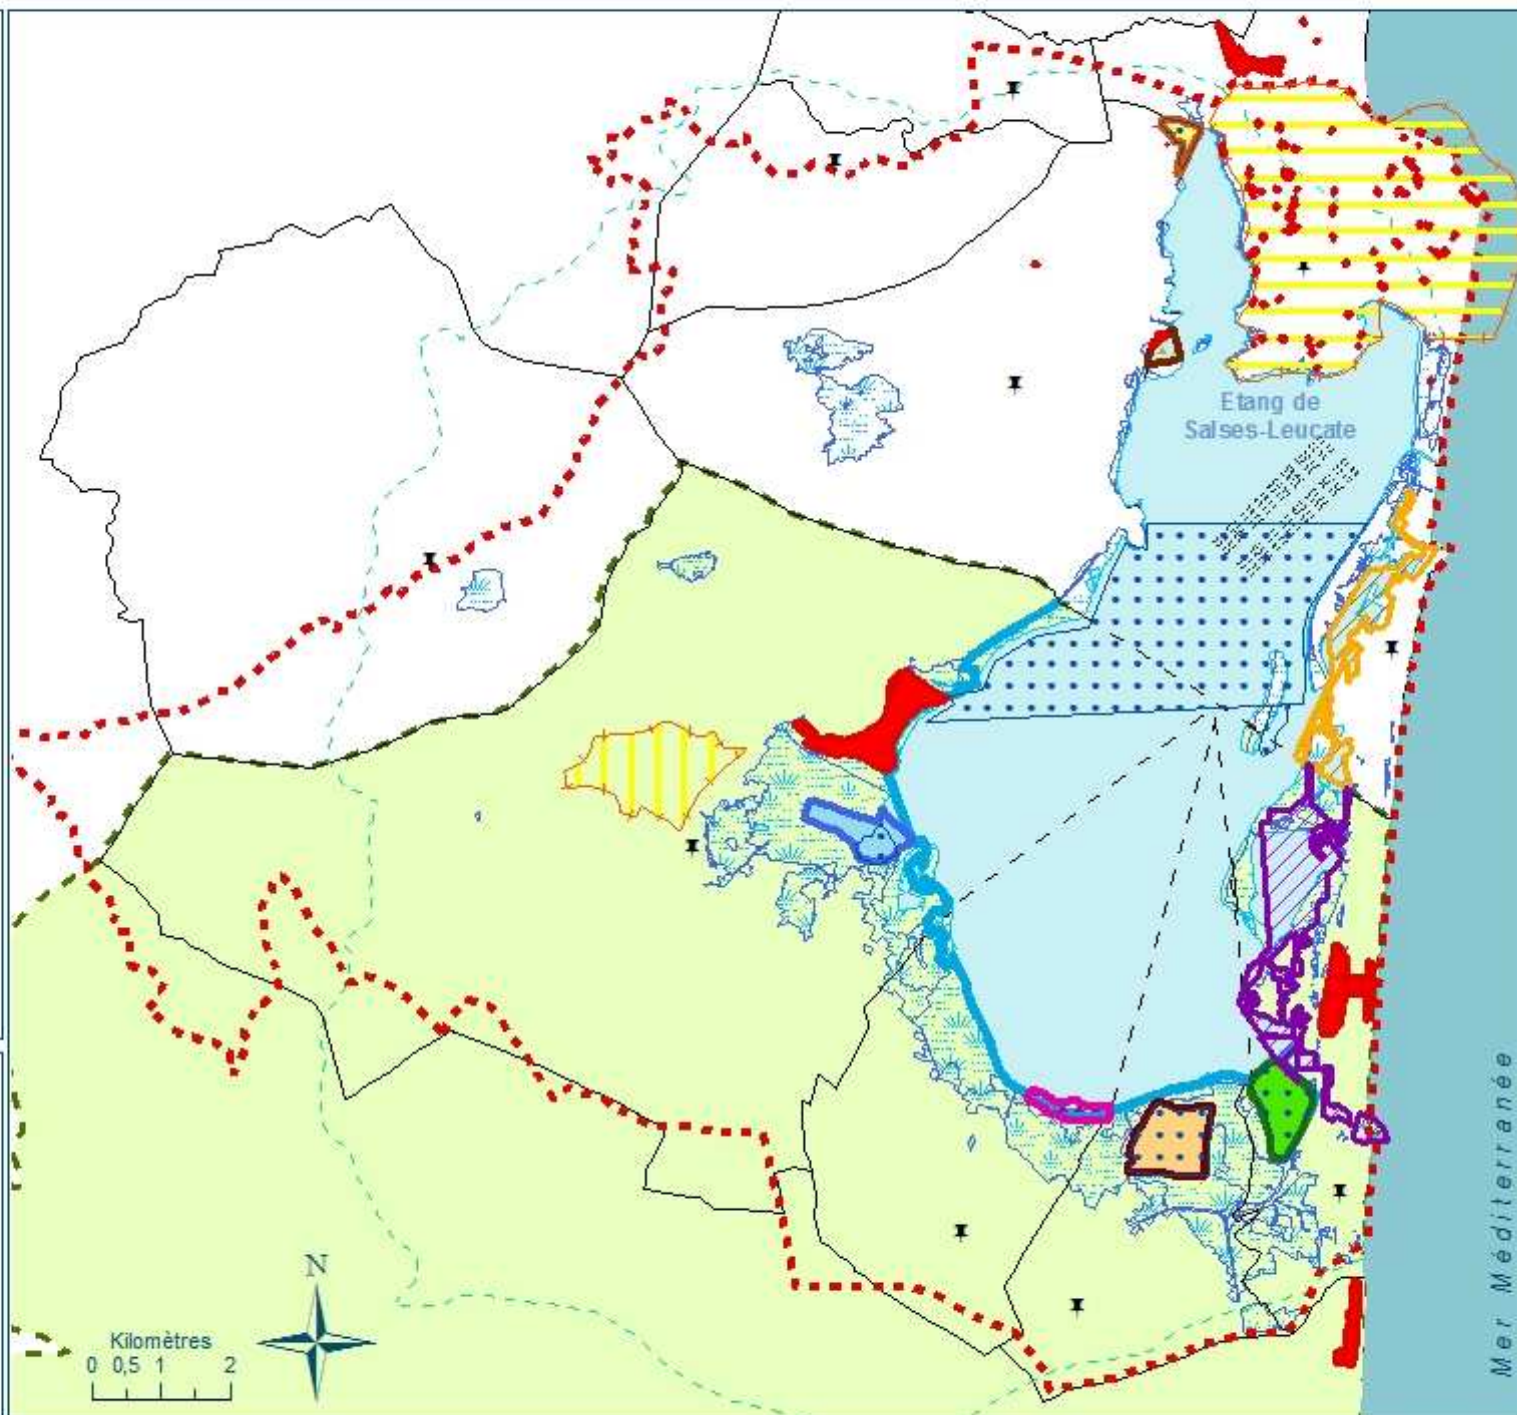 Etang de
Salses-Leucate
Mer Méditerranée
N
Kilomètres
0 0,5 1 2